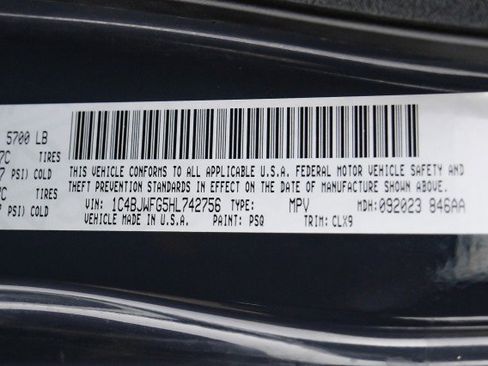 5700 LB
7C TIRES
7 PSI) COLD
7C TIRES
7 PSI) COLD
THIS VEHICLE CONFORMS TO ALL APPLICABLE U.S.A. FEDERAL MOTOR VEHICLE SAFETY AND
THEFT PREVENTION STANDARDS IN EFFECT ON THE DATE OF MANUFACTURE SHOWN ABOVE.
VIN: 1C4BJWFG5HL742756 TYPE: MPV MDH: 092023 846AA
VEHICLE MADE IN U.S.A. PAINT: PSQ TRIM: CLX9